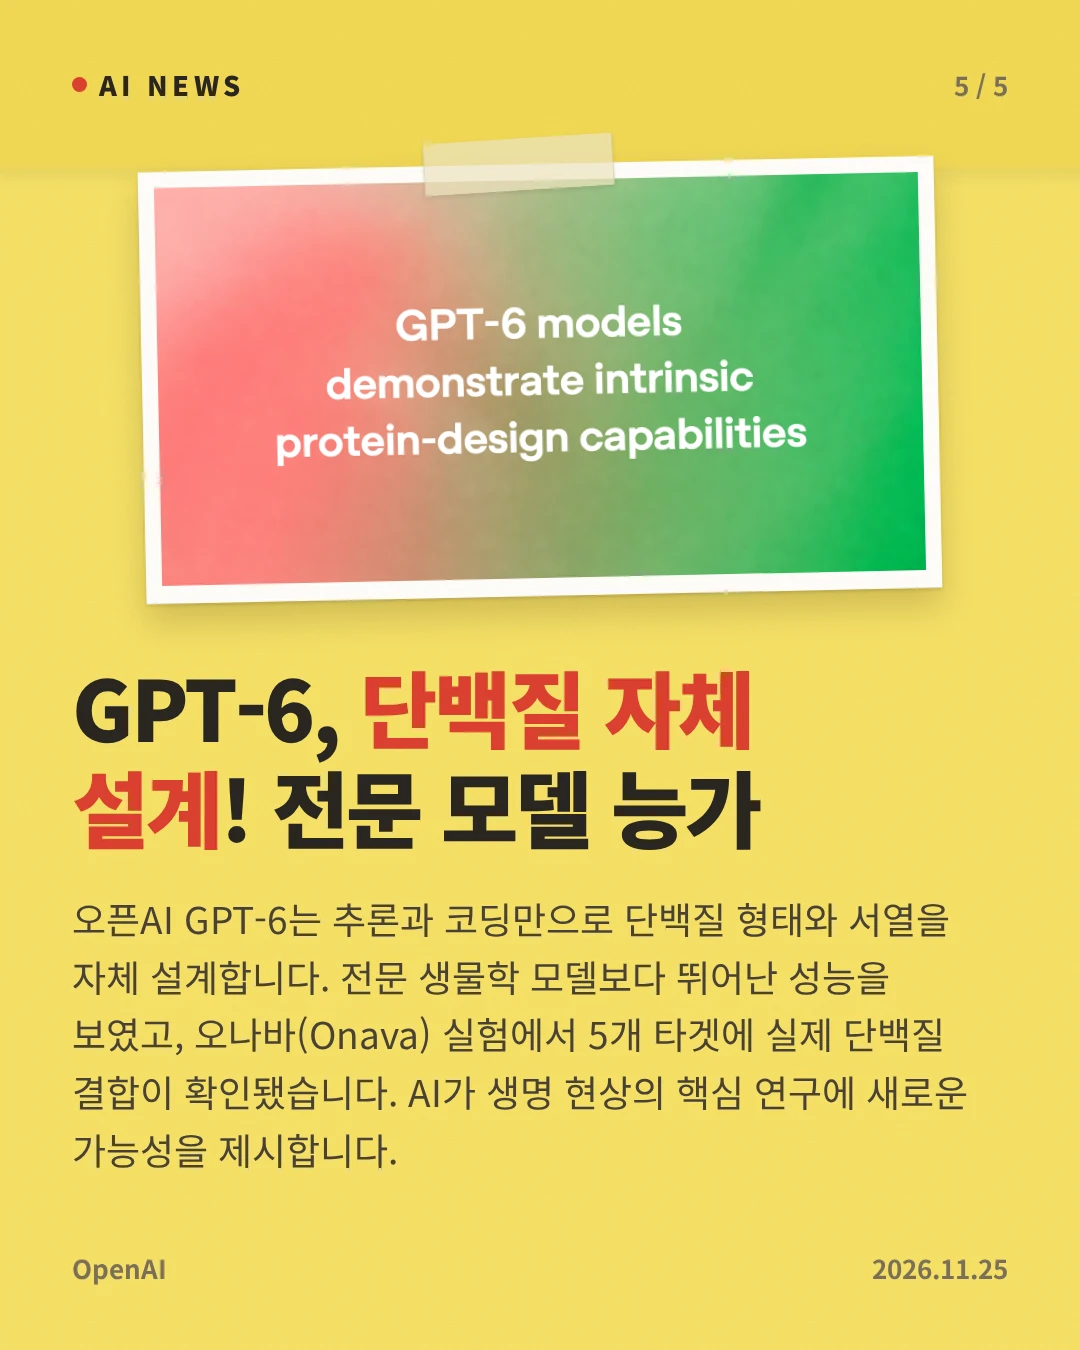 AI NEWS
5 / 5
GPT-6 models
demonstrate intrinsic
protein-design capabilities
GPT-6, 단백질 자체
설계! 전문 모델 능가
오픈AI GPT-6는 추론과 코딩만으로 단백질 형태와 서열을
자체 설계합니다. 전문 생물학 모델보다 뛰어난 성능을
보였고, 오나바(Onava) 실험에서 5개 타겟에 실제 단백질
결합이 확인됐습니다. AI가 생명 현상의 핵심 연구에 새로운
가능성을 제시합니다.
OpenAI
2026.11.25